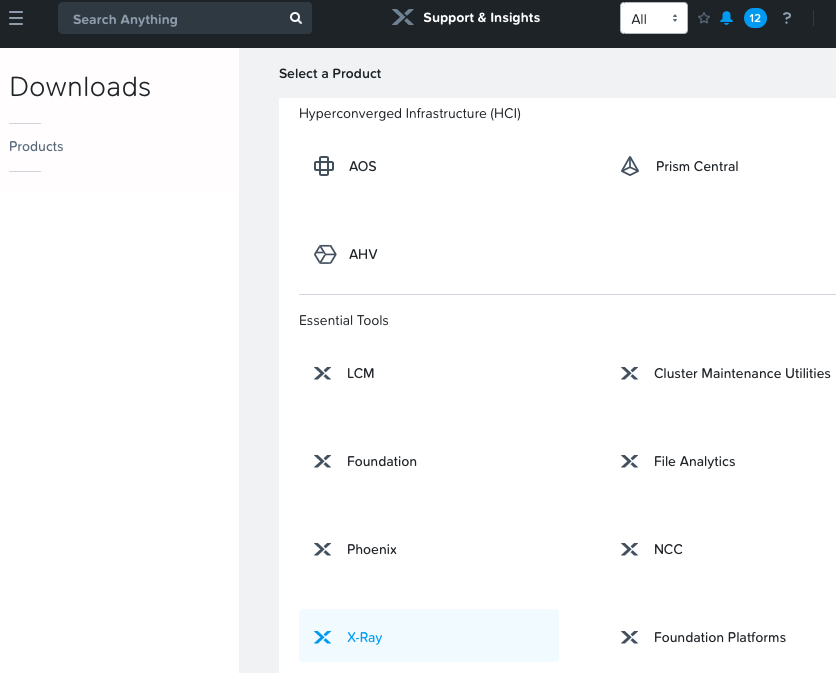 Search Anything
Support & Insights
All
12
?
Downloads
Products
Select a Product
Hyperconverged Infrastructure (HCI)
AOS
Prism Central
AHV
Essential Tools
LCM
Cluster Maintenance Utilities
Foundation
File Analytics
Phoenix
NCC
X-Ray
Foundation Platforms